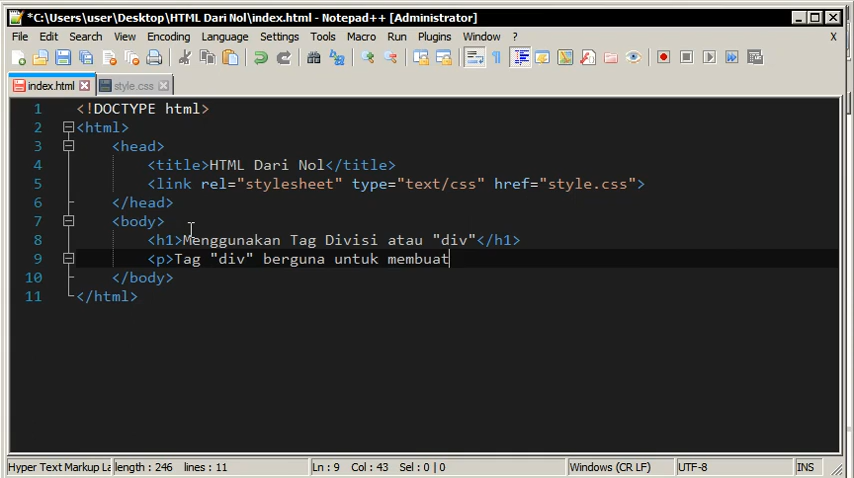 *C:\Users\user\Desktop\HTML Dari Nol\index.html - Notepad++ [Administrator]
File Edit Search View Encoding Language Settings Tools Macro Run Plugins Window ? X
index.html style.css
1 <!DOCTYPE html>
2 <html>
3 <head>
4 <title>HTML Dari Nol</title>
5 <link rel="stylesheet" type="text/css" href="style.css">
6 </head>
7 <body>
8 <h1>Menggunakan Tag Divisi atau "div"</h1>
9 <p>Tag "div" berguna untuk membuat
10 </body>
11 </html>
Hyper Text Markup La length : 246 lines : 11 Ln : 9 Col : 43 Sel : 0 | 0 Windows (CR LF) UTF-8 INS